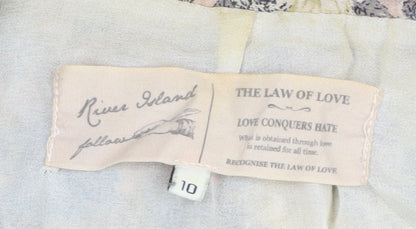 River Island
follow
THE LAW OF LOVE
LOVE CONQUERS HATE
What is obtained through love
is retained for all time.
RECOGNISE THE LAW OF LOVE
10